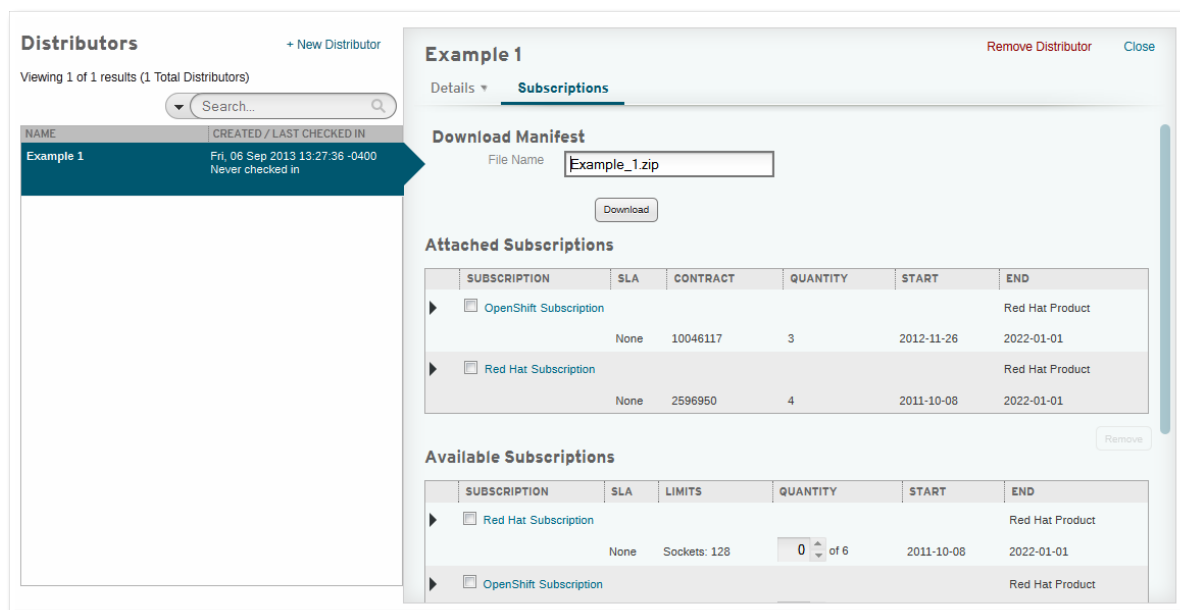 Distributors
+ New Distributor
Viewing 1 of 1 results (1 Total Distributors)
Search...
NAME CREATED / LAST CHECKED IN
Example 1 Fri, 06 Sep 2013 13:27:36 -0400
Never checked in
Example 1
Remove Distributor Close
Details Subscriptions
Download Manifest
File Name Example_1.zip
Download
Attached Subscriptions
SUBSCRIPTION SLA CONTRACT QUANTITY START END
OpenShift Subscription Red Hat Product
None 10046117 3 2012-11-26 2022-01-01
Red Hat Subscription Red Hat Product
None 2596950 4 2011-10-08 2022-01-01
Remove
Available Subscriptions
SUBSCRIPTION SLA LIMITS QUANTITY START END
Red Hat Subscription Red Hat Product
None Sockets: 128 0 of 6 2011-10-08 2022-01-01
OpenShift Subscription Red Hat Product